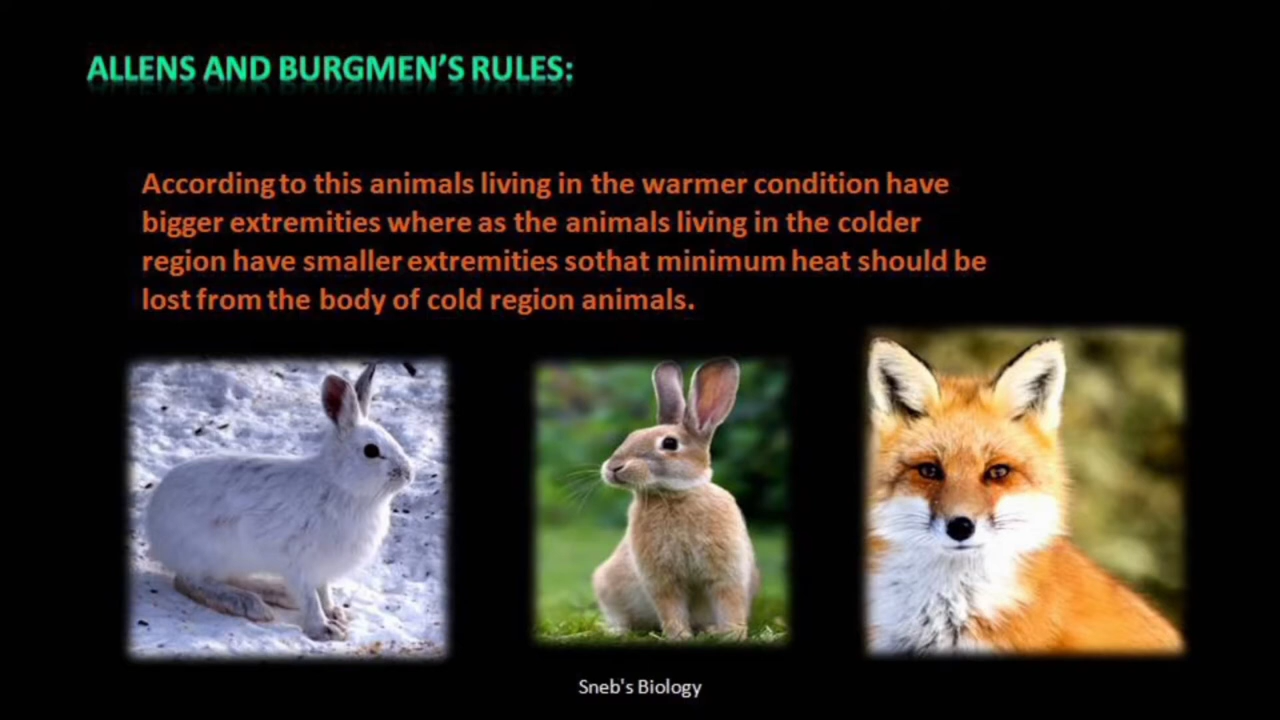 ALLENS AND BURGMEN'S RULES:
According to this animals living in the warmer condition have
bigger extremities where as the animals living in the colder
region have smaller extremities sothat minimum heat should be
lost from the body of cold region animals.
Sneb's Biology